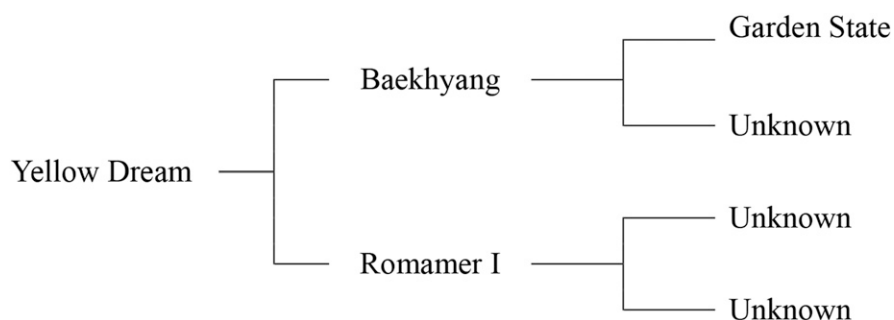 Garden State
Baekhyang
Unknown
Yellow Dream
Unknown
Romamer I
Unknown